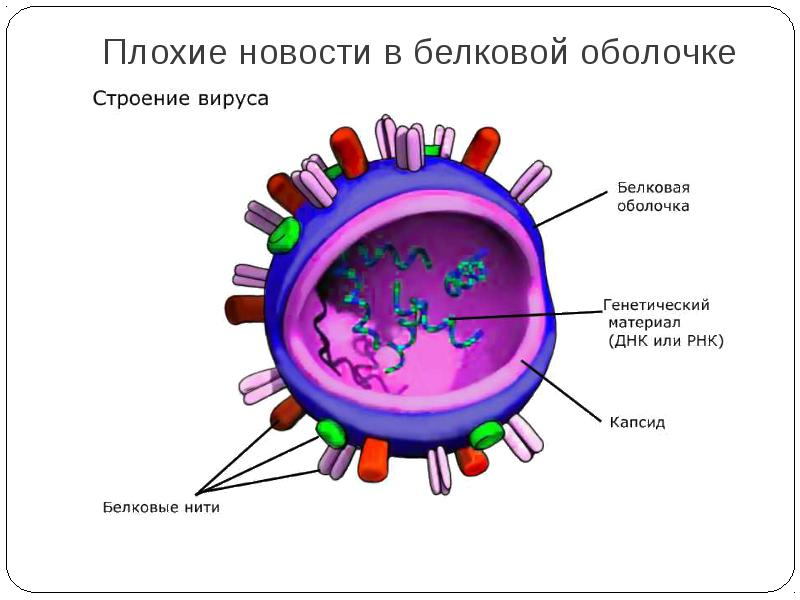 Плохие новости в белковой оболочке
Строение вируса
Белковая
оболочка
Генетический
материал
(ДНК или РНК)
Капсид
Белковые нити